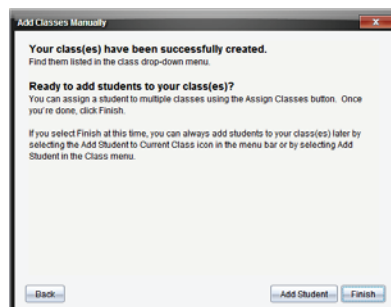 Add Classes Manually
Your class(es) have been successfully created.
Find them listed in the class drop-down menu.
Ready to add students to your class(es)?
You can assign a student to multiple classes using the Assign Classes button. Once
you're done, click Finish.
If you select Finish at this time, you can always add students to your class(es) later by
selecting the Add Student to Current Class icon in the menu bar or by selecting Add
Student in the Class menu.
Back
Add Student
Finish